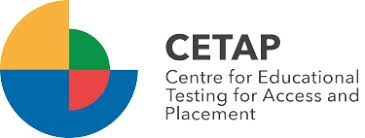 CETAP
Centre for Educational
Testing for Access and
Placement